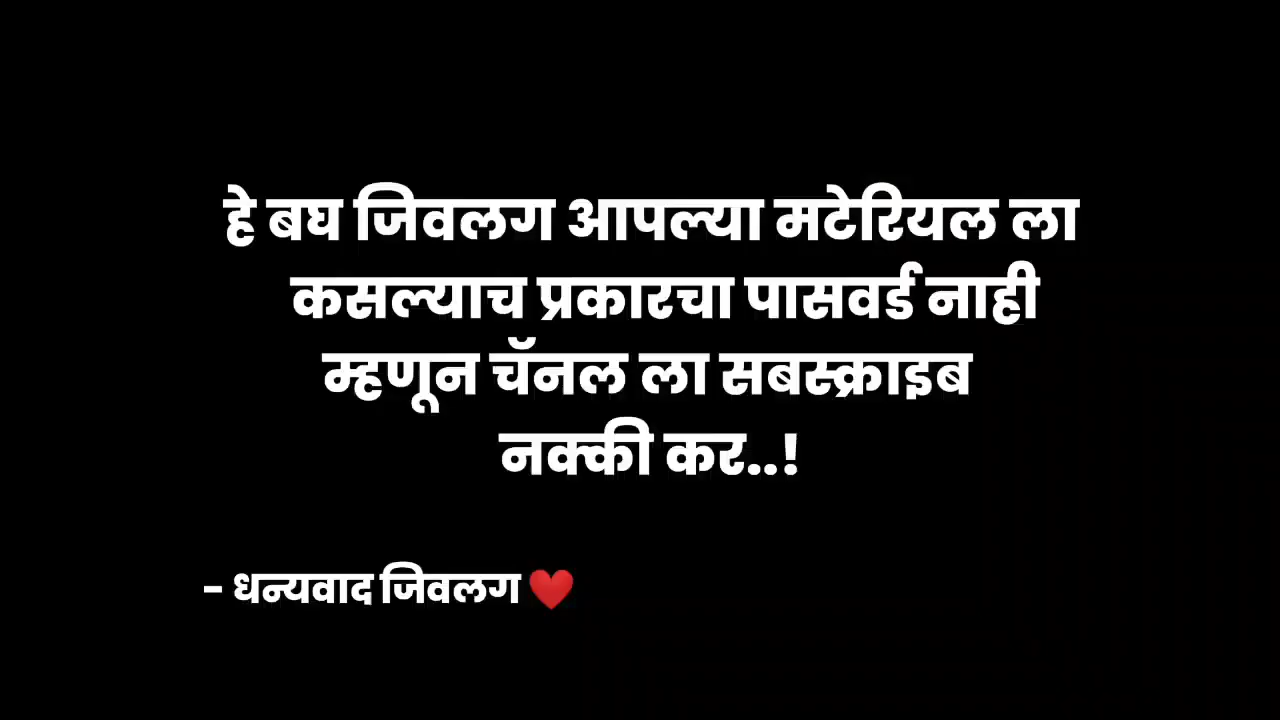 हे बघ जिवलग आपल्या मटेरियल ला
कसल्याच प्रकारचा पासवर्ड नाही
म्हणून चॅनल ला सबस्क्राइब
नक्की कर..!
- धन्यवाद जिवलग ❤️